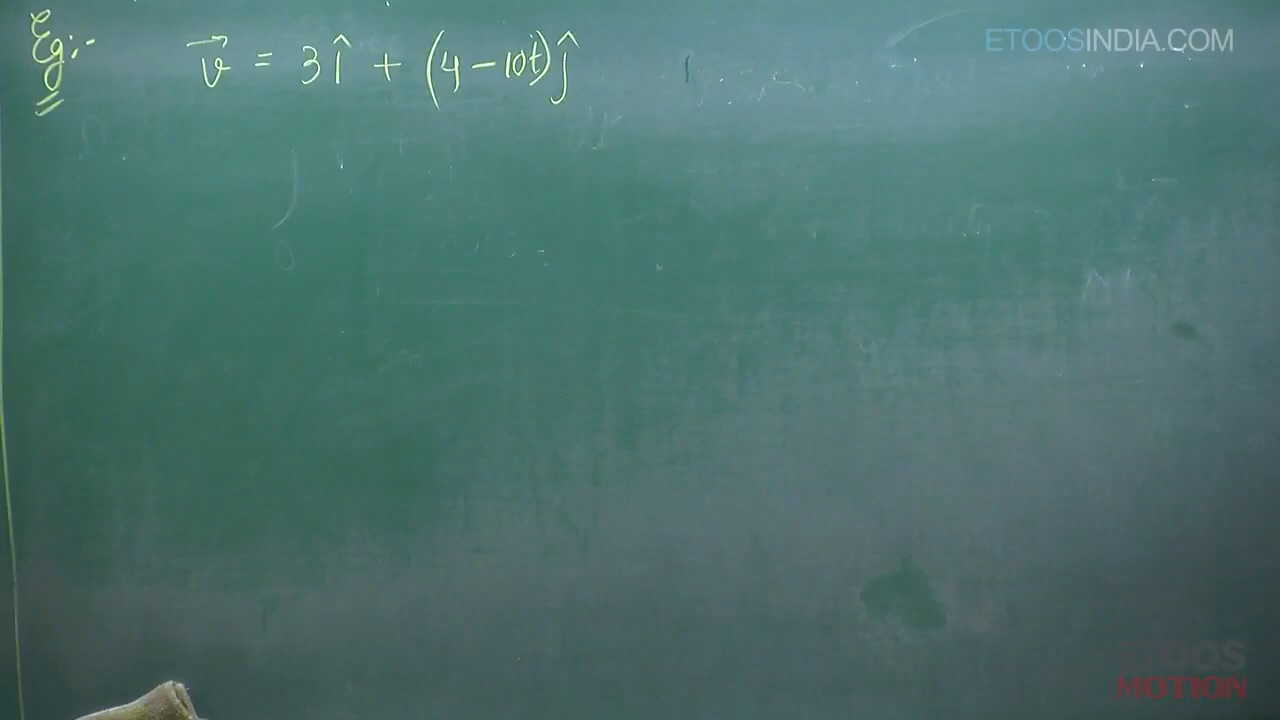 Eg:- v⃗ = 3î + (4-10t)ĵ
ETOOSINDIA.COM
ETOOS
MOTION